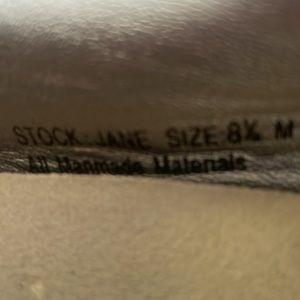 STOCK: JANE SIZE 8½ M
All Manmade Materials